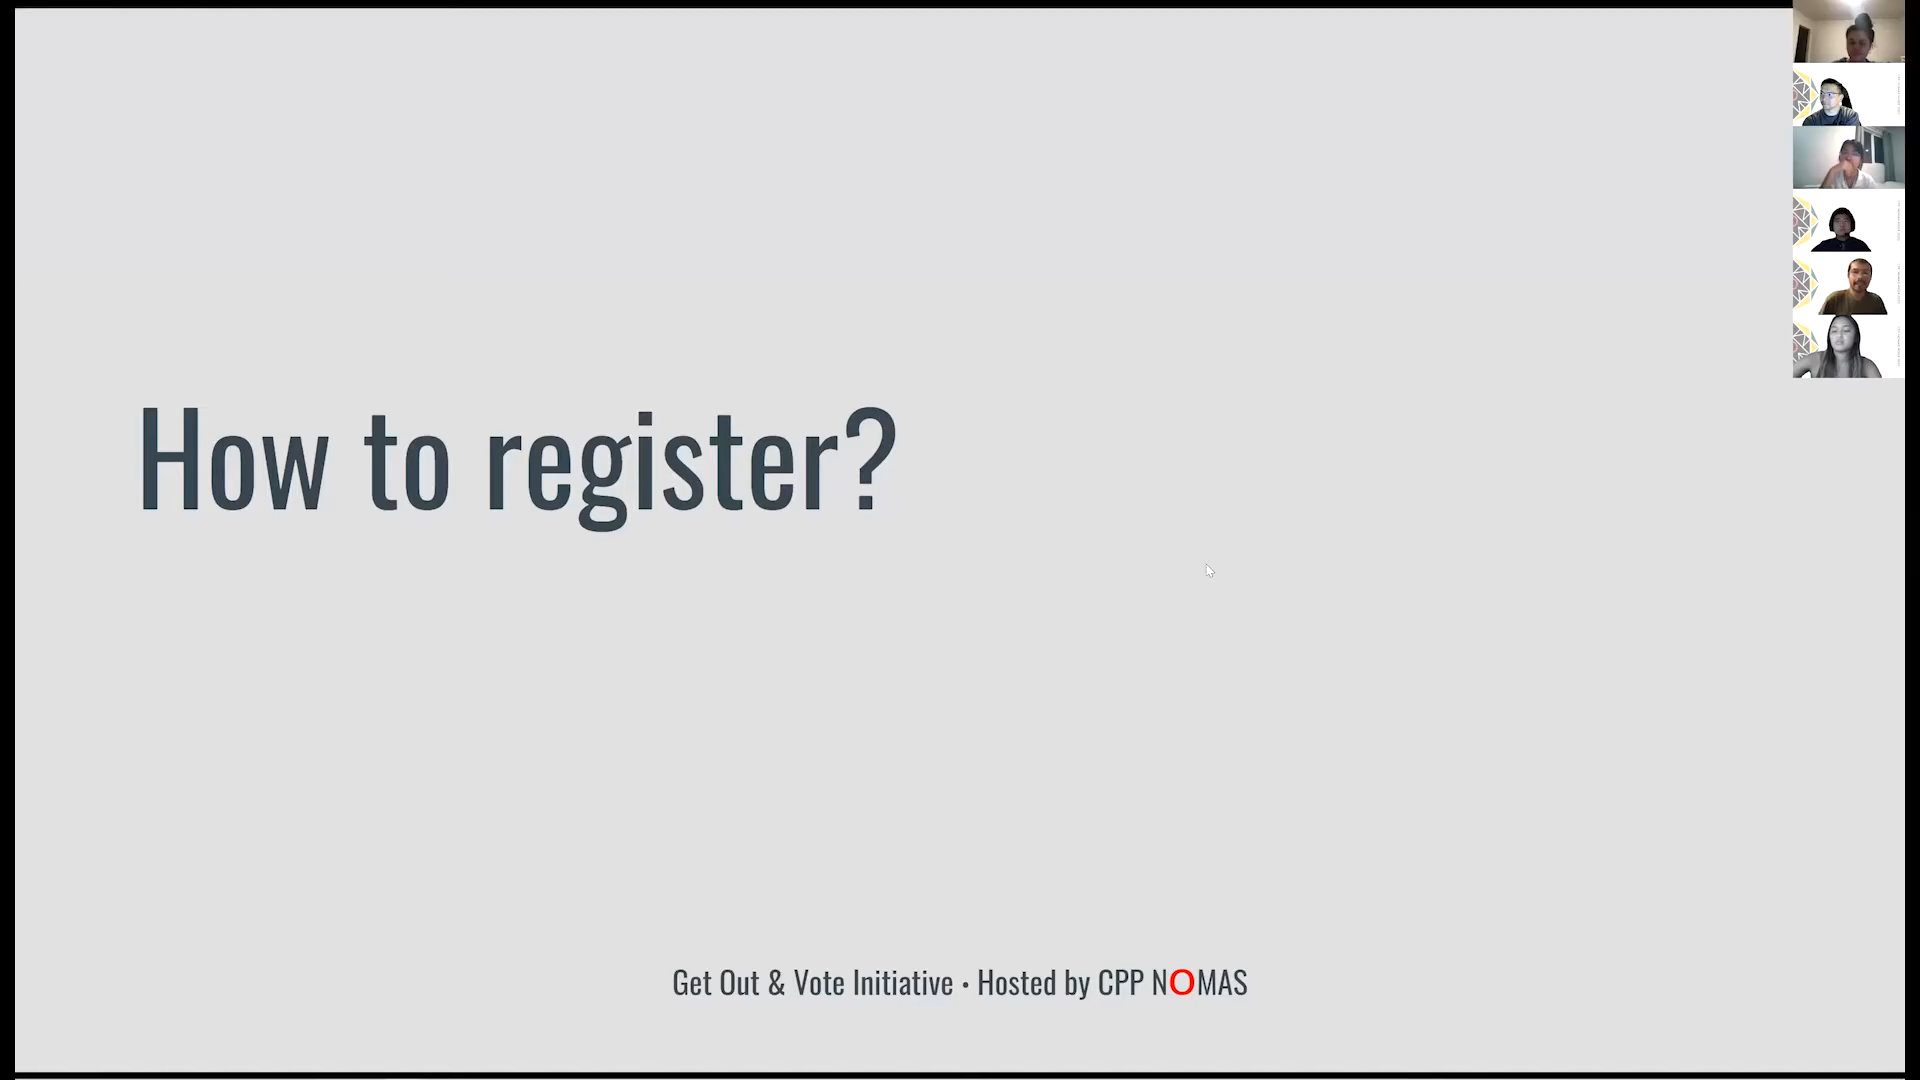 How to register?
Get Out & Vote Initiative • Hosted by CPP NOMAS